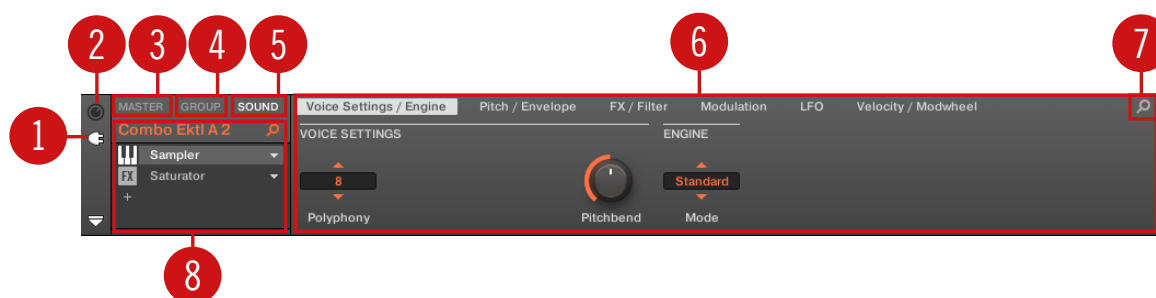 2 3 4 5 6 7
MASTER GROUP SOUND Voice Settings / Engine Pitch / Envelope FX / Filter Modulation LFO Velocity / Modwheel
1 Combo Ektl A 2 VOICE SETTINGS ENGINE
Sampler
FX Saturator 8 Standard
+
Polyphony Pitchbend Mode
8